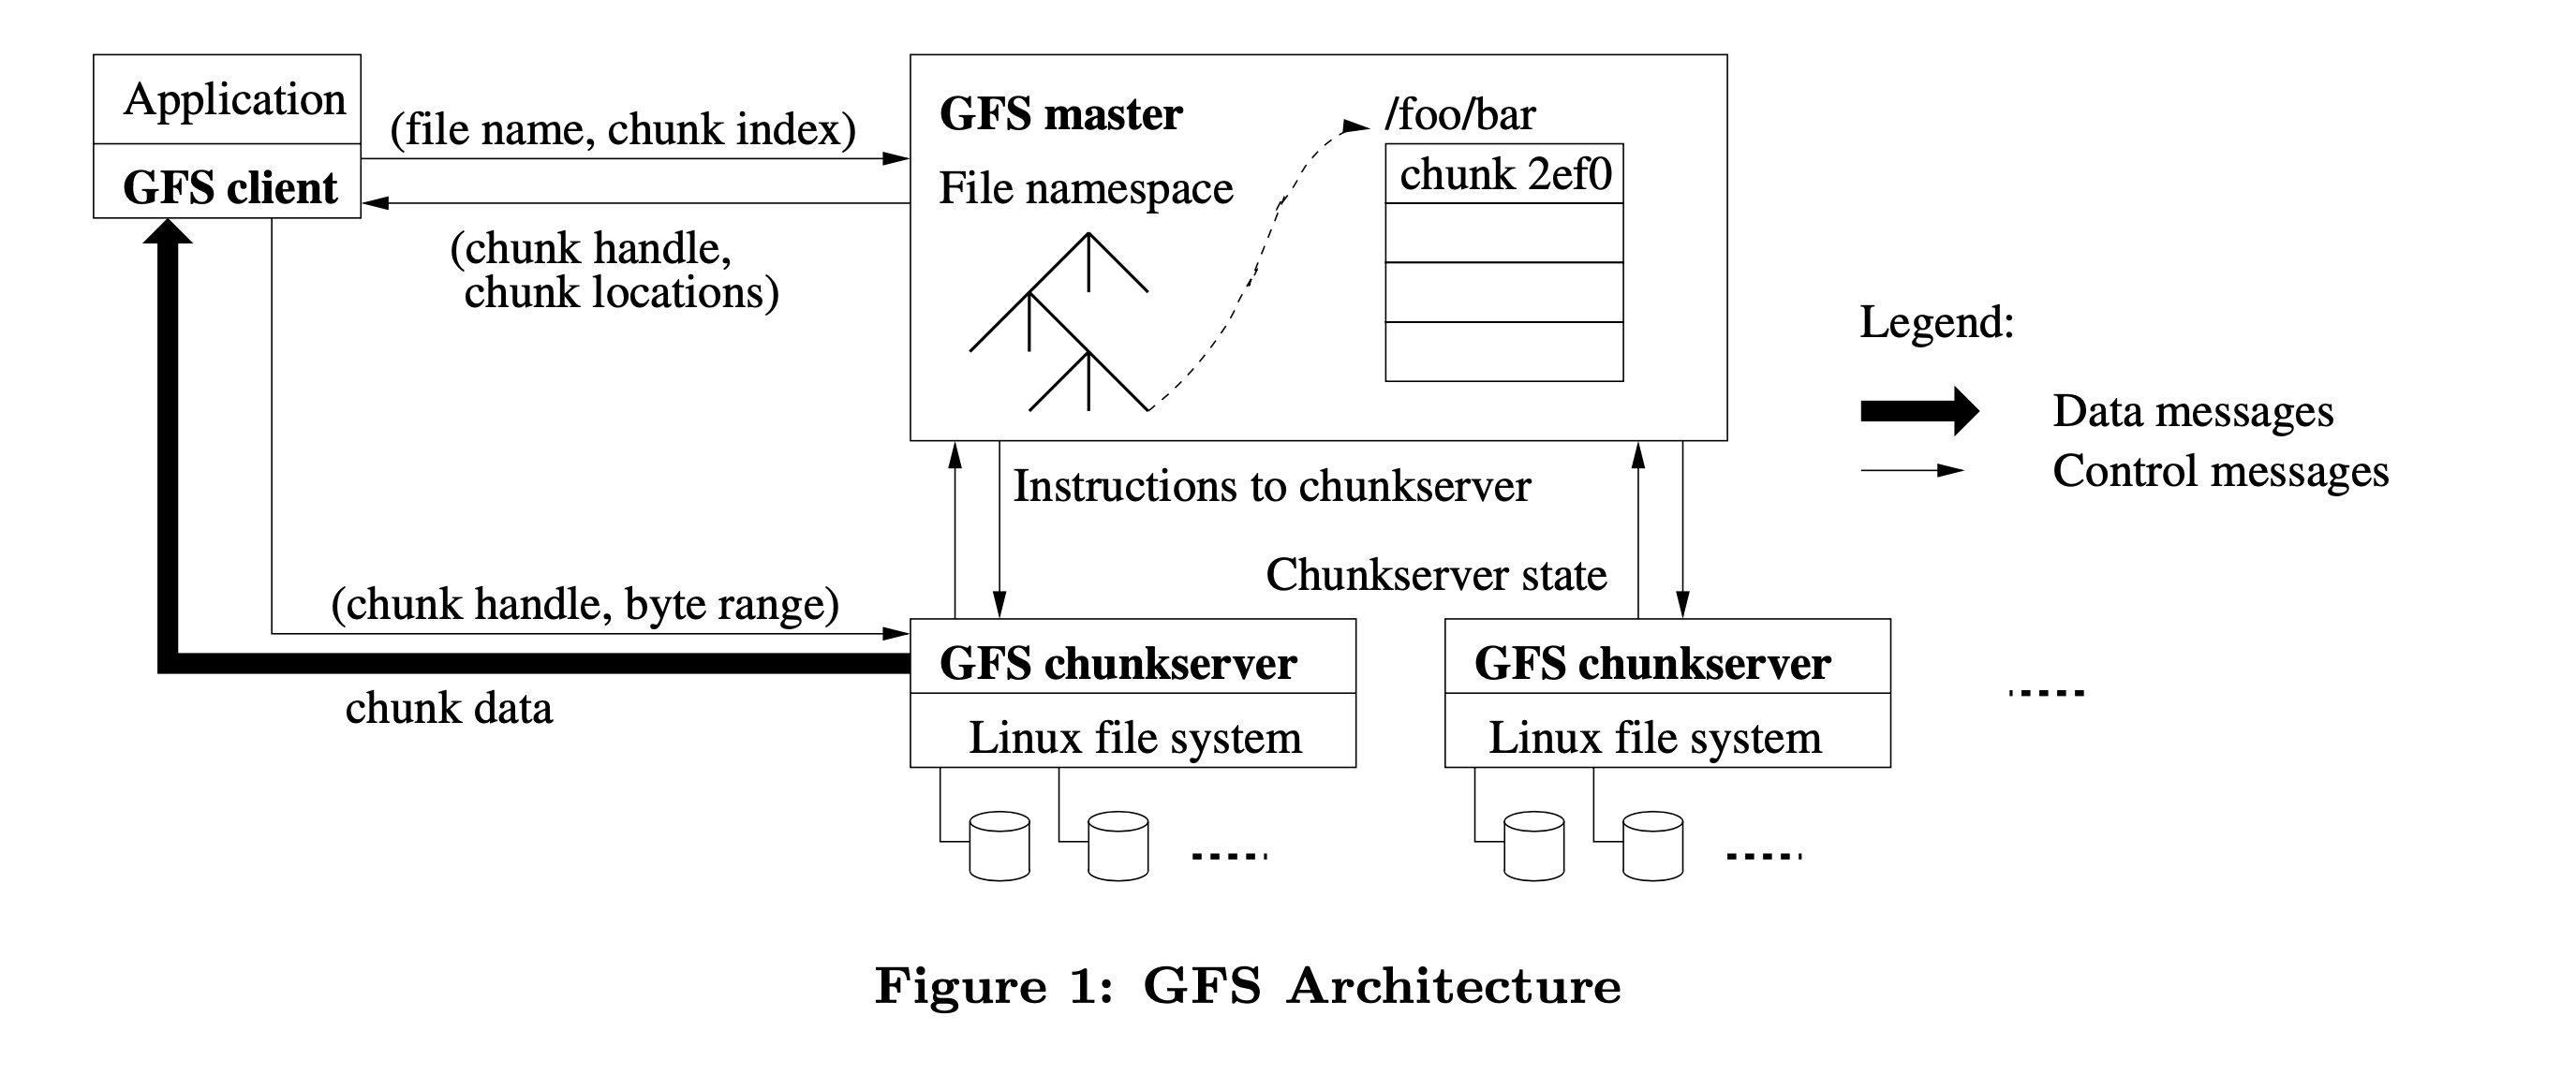 Application
GFS client
(file name, chunk index)
(chunk handle,
chunk locations)
GFS master
File namespace
/foo/bar
chunk 2ef0
Legend:
Data messages
Control messages
Instructions to chunkserver
Chunkserver state
(chunk handle, byte range)
chunk data
GFS chunkserver
Linux file system
GFS chunkserver
Linux file system
Figure 1: GFS Architecture